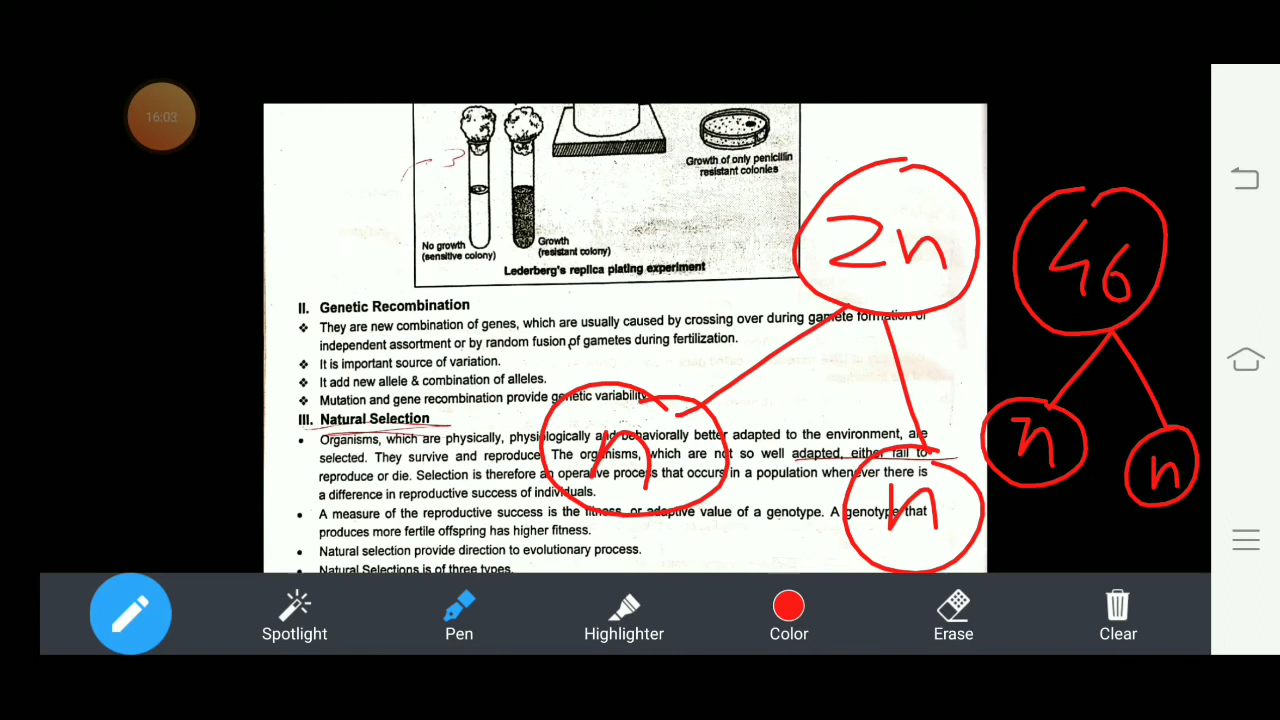 16:03
Growth of only penicillin
resistant colonies
No growth
(sensitive colony)
Growth
(resistant colony)
Lederberg's replica plating experiment
2n
46
n
n
n
n
II. Genetic Recombination
❖ They are new combination of genes, which are usually caused by crossing over during gamete formation or
independent assortment or by random fusion of gametes during fertilization.
❖ It is important source of variation.
❖ It add new allele & combination of alleles.
❖ Mutation and gene recombination provide genetic variability.
III. Natural Selection
• Organisms, which are physically, physiologically and behaviorally better adapted to the environment, are
selected. They survive and reproduce. The organisms, which are not so well adapted, either fail to
reproduce or die. Selection is therefore an operative process that occurs in a population whenever there is
a difference in reproductive success of individuals.
• A measure of the reproductive success is the fitness or adaptive value of a genotype. A genotype that
produces more fertile offspring has higher fitness.
• Natural selection provide direction to evolutionary process.
• Natural Selections is of three types.
Spotlight
Pen
Highlighter
Color
Erase
Clear